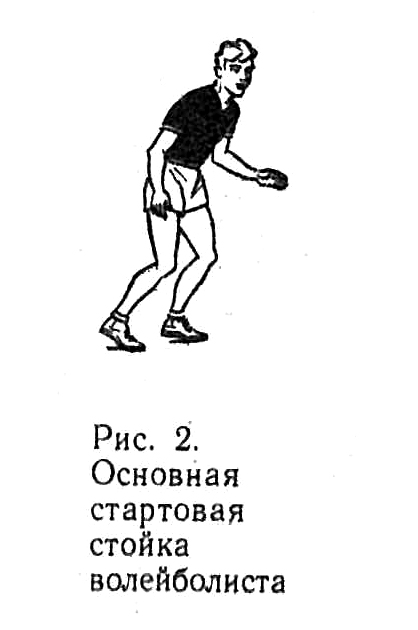 Рис. 2.
Основная
стартовая
стойка
волейболиста